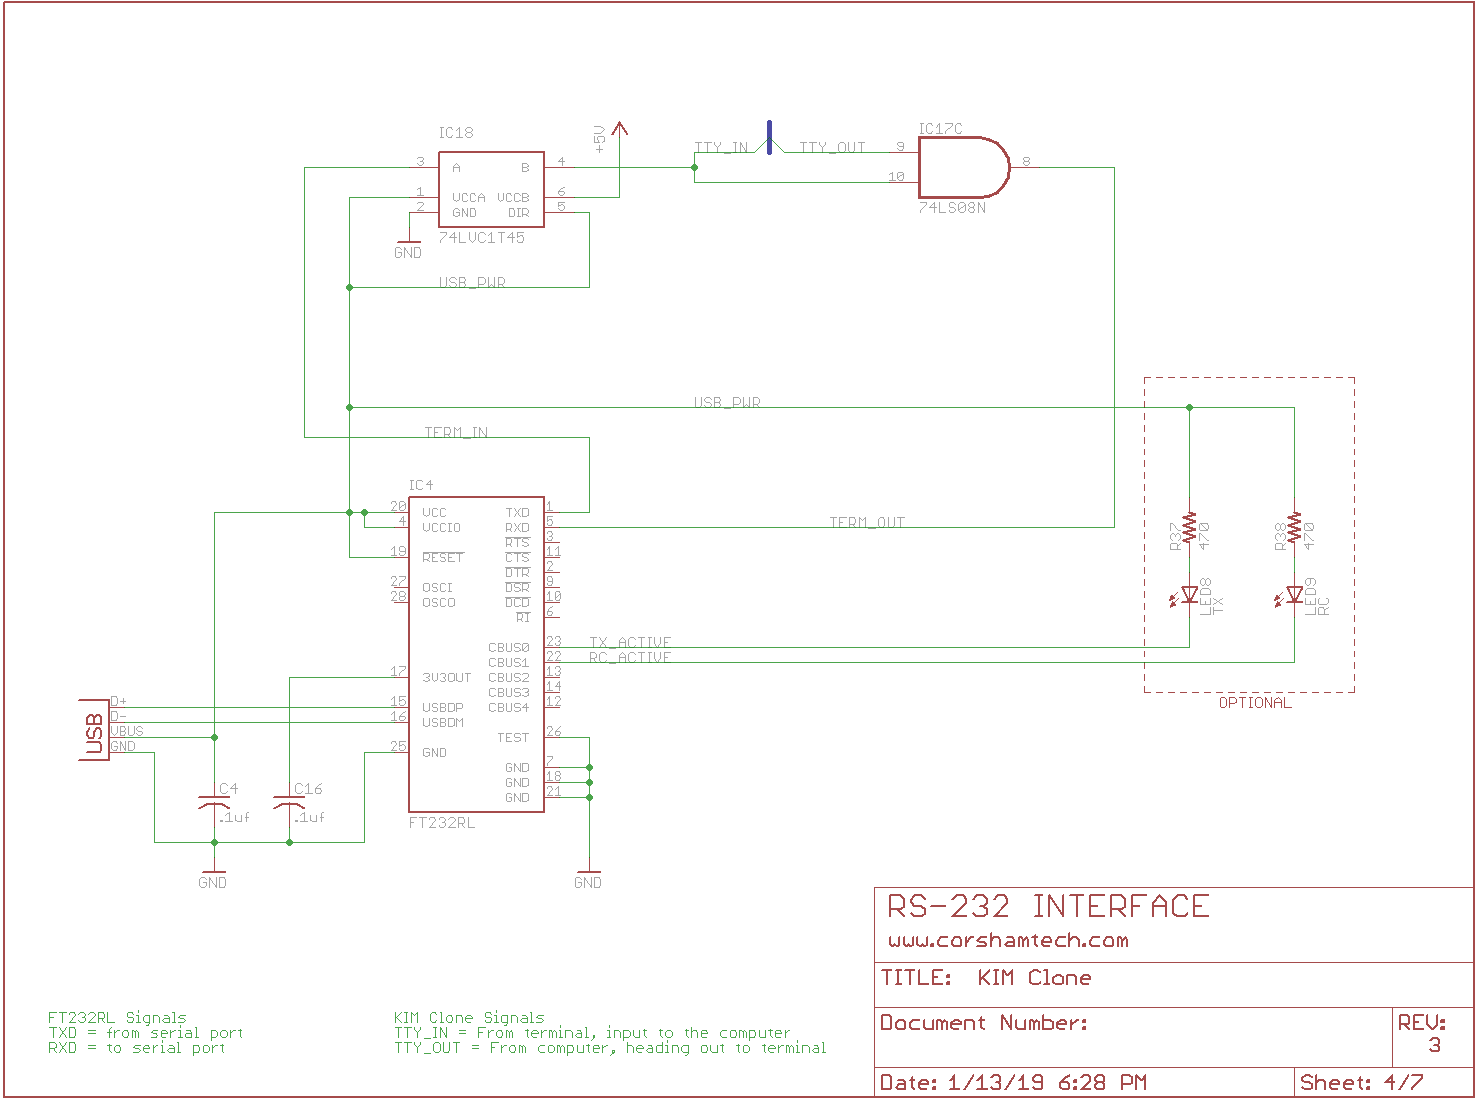 IC18
3 A B 4
1 VCCA VCCB 6
2 GND DIR 5
74LVC1T45
GND
+5V
TTY_IN TTY_OUT
IC17C
9
10
8
74LS08N
USB_PWR
USB_PWR
TERM_IN
IC4
20 VCC TXD 1
4 VCCIO RXD 5
RTS 3
19 RESET CTS 11
DTR 2
27 OSCI DSR 9
28 OSCO DCD 10
RI 6
CBUS0 23
CBUS1 22
17 3V3OUT CBUS2 13
CBUS3 14
15 USBDP CBUS4 12
16 USBDM
TEST 26
25 GND
GND 7
GND 18
GND 21
FT232RL
TERM_OUT
TX_ACTIVE
RC_ACTIVE
R37
470
R38
470
LED8
TX
LED9
RC
OPTIONAL
USB
D+
D-
VBUS
GND
C4
.1uf
C16
.1uf
GND
GND
RS-232 INTERFACE
www.corshamtech.com
TITLE: KIM Clone
Document Number:
REV:
3
Date: 1/13/19 6:28 PM
Sheet: 4/7
FT232RL Signals
TXD = from serial port
RXD = to serial port
KIM Clone Signals
TTY_IN = From terminal, input to the computer
TTY_OUT = From computer, heading out to terminal